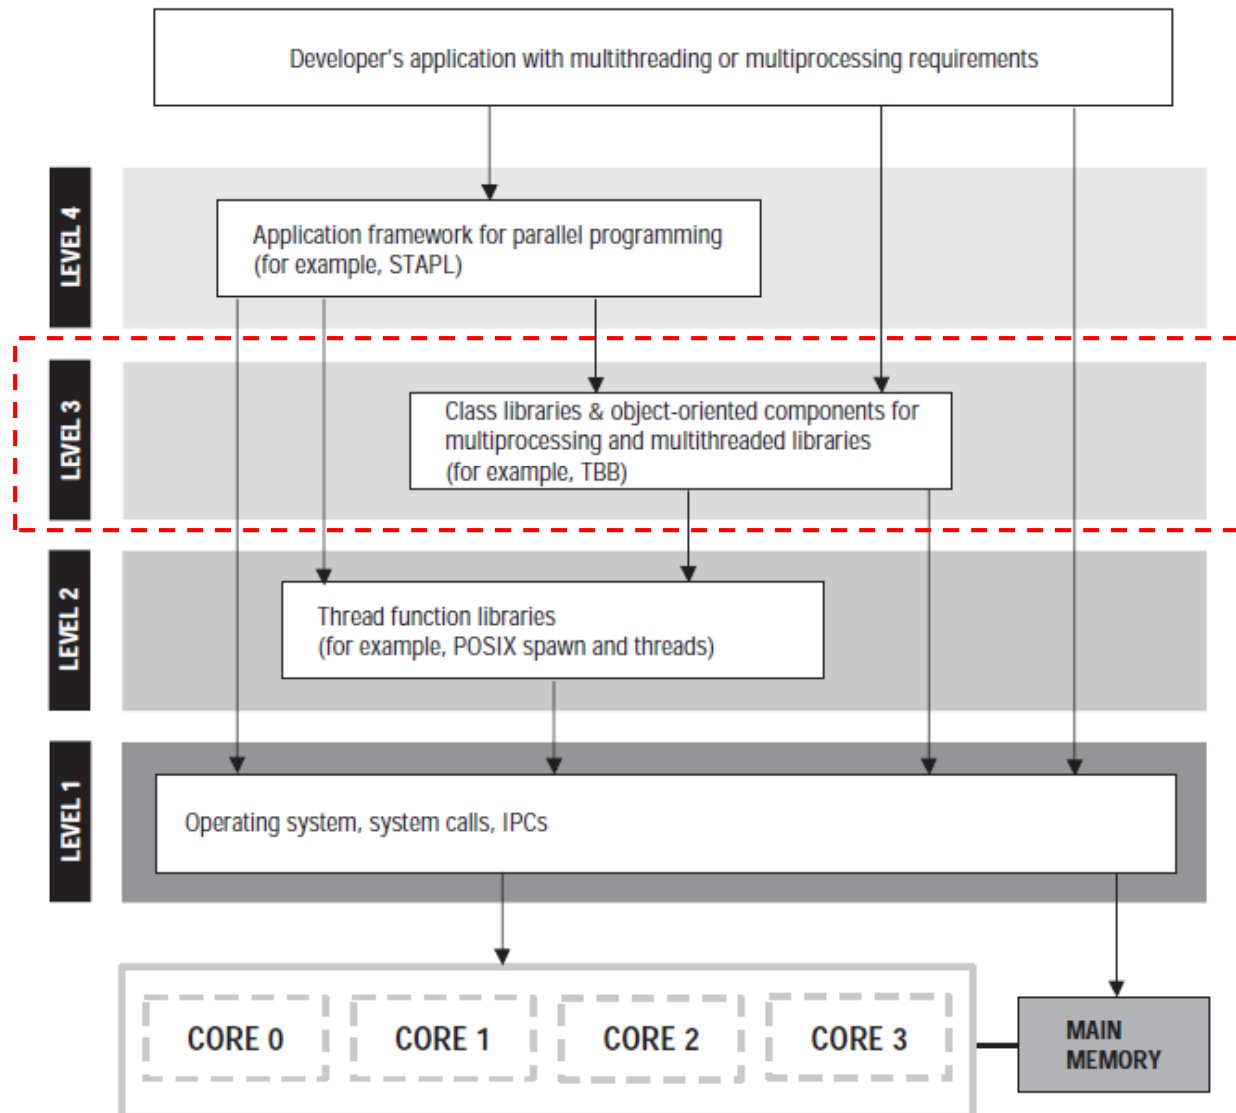 Developer's application with multithreading or multiprocessing requirements
LEVEL 4
Application framework for parallel programming
(for example, STAPL)
LEVEL 3
Class libraries & object-oriented components for
multiprocessing and multithreaded libraries
(for example, TBB)
LEVEL 2
Thread function libraries
(for example, POSIX spawn and threads)
LEVEL 1
Operating system, system calls, IPCs
CORE 0
CORE 1
CORE 2
CORE 3
MAIN
MEMORY